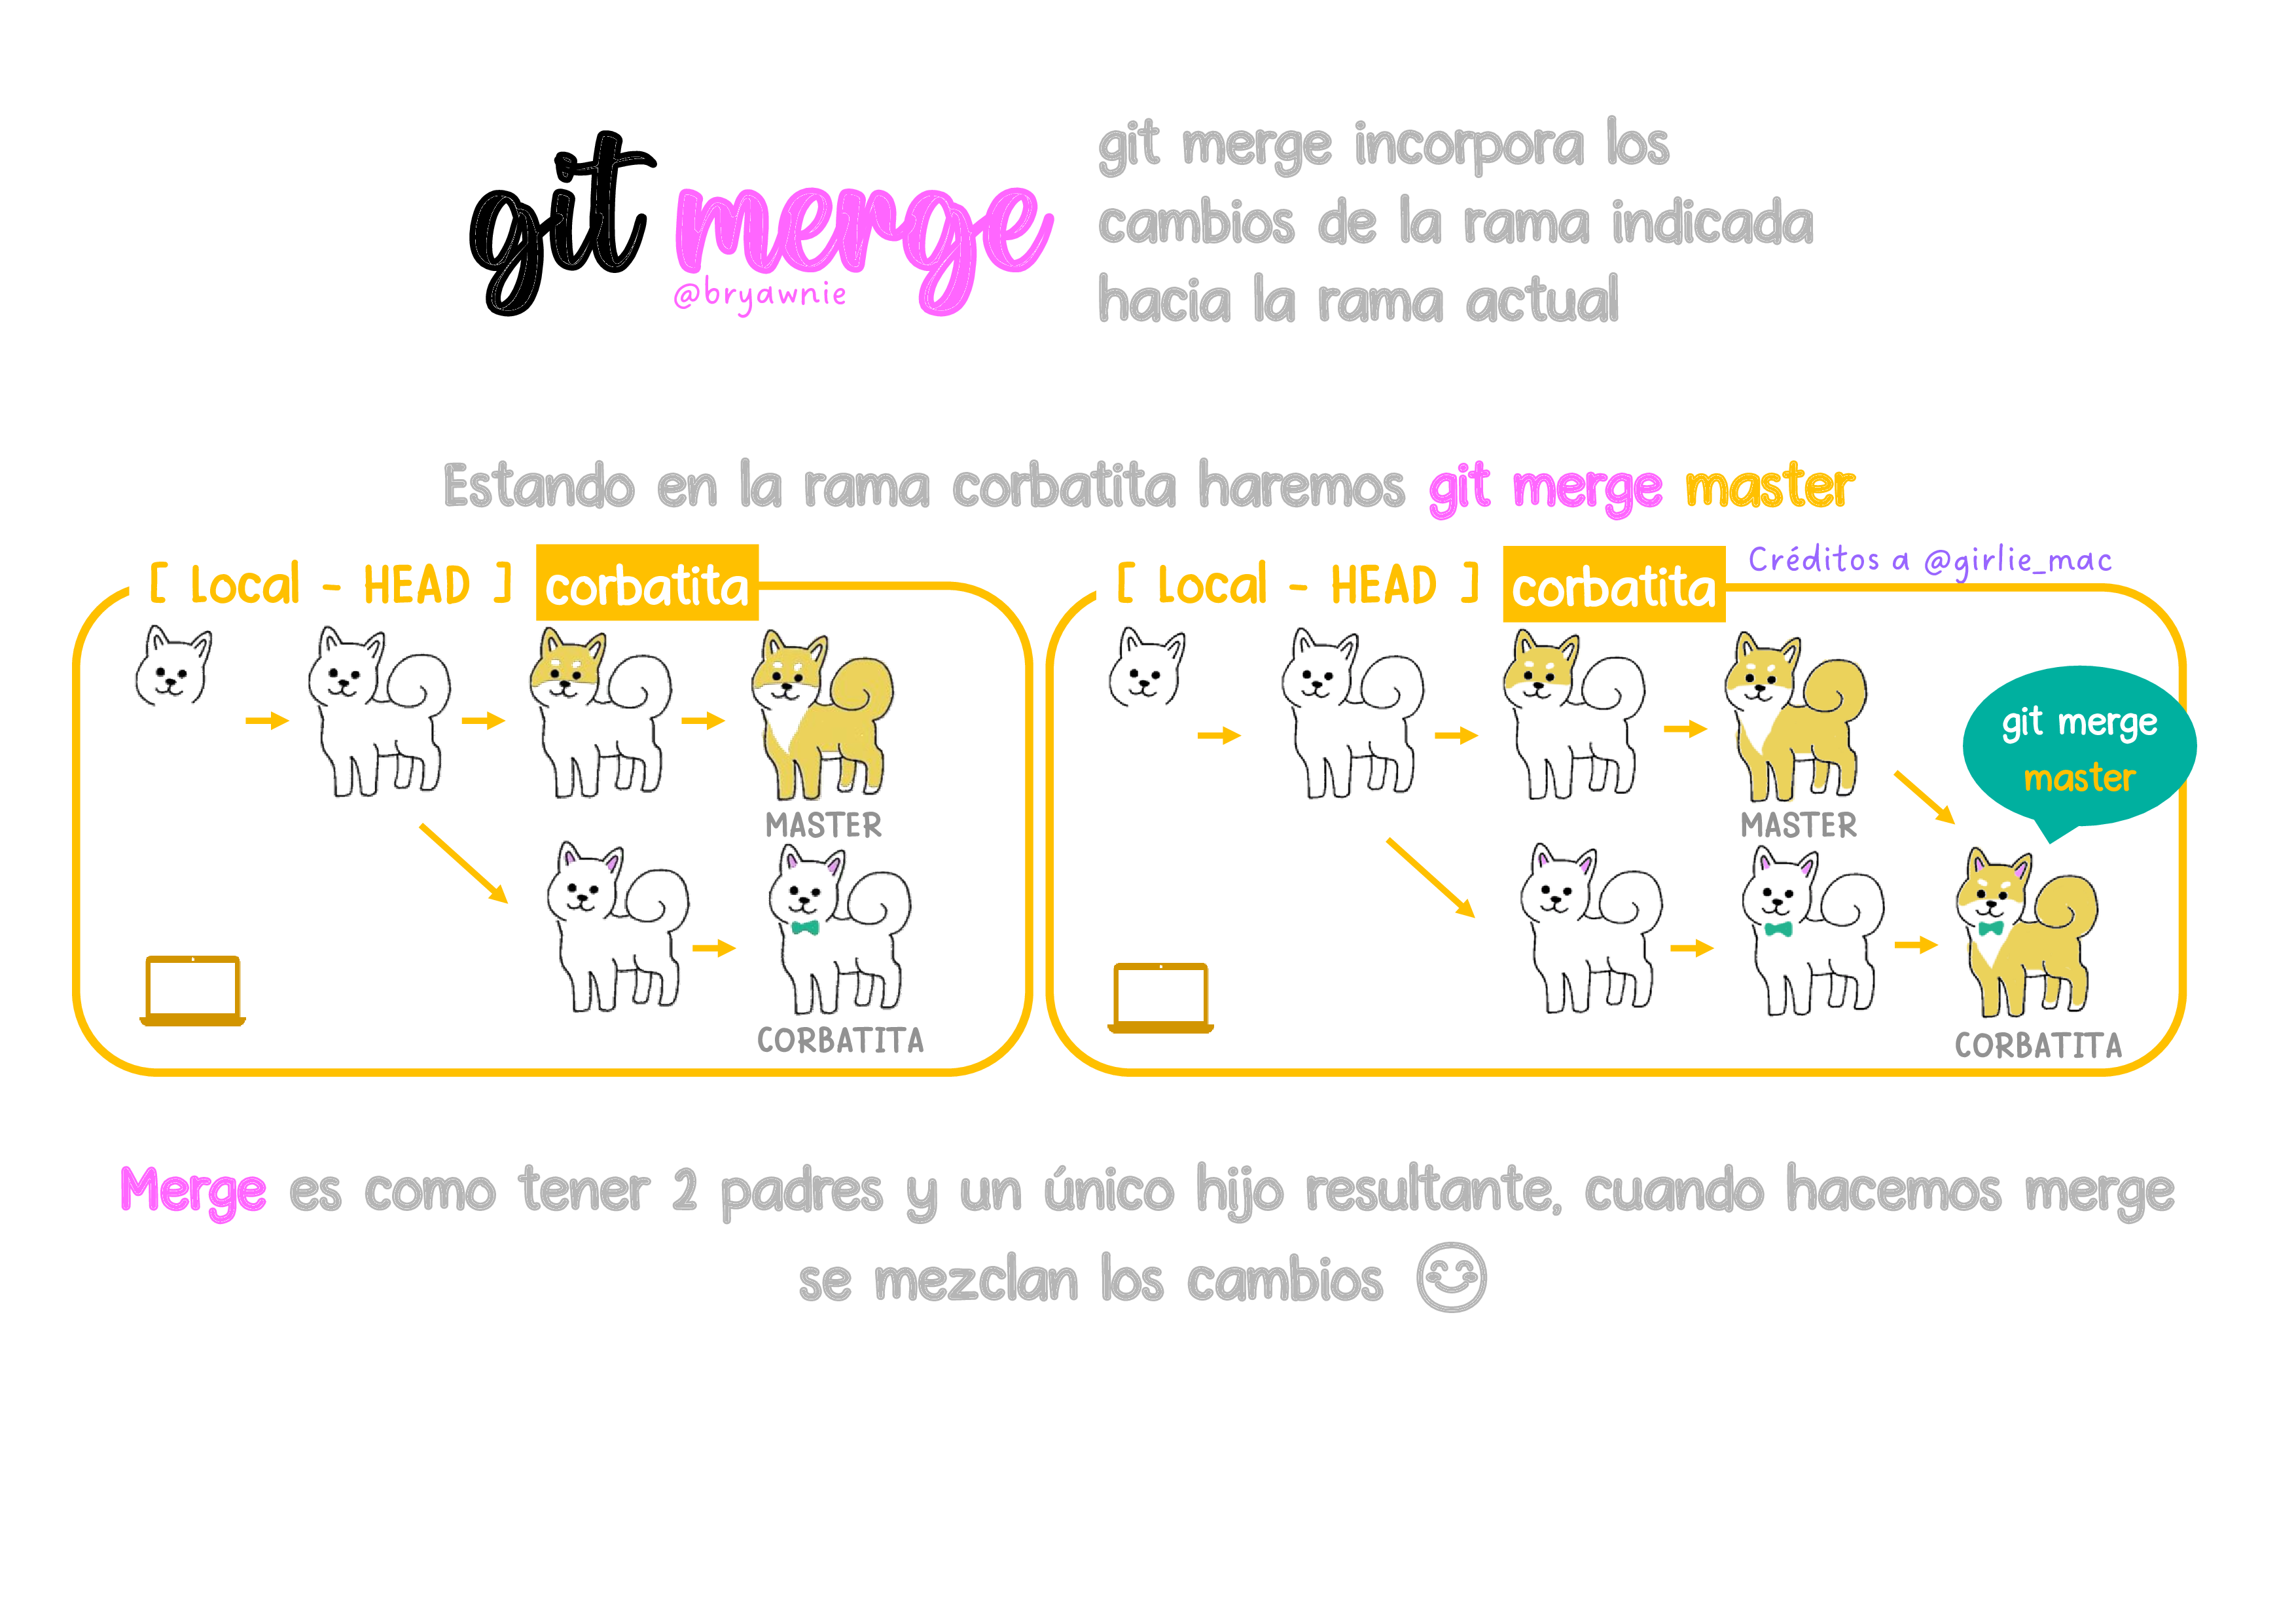 git merge
@bryawnie
git merge incorpora los
cambios de la rama indicada
hacia la rama actual
Estando en la rama corbatita haremos git merge master
[ Local - HEAD ] corbatita
MASTER
CORBATITA
[ Local - HEAD ] corbatita
Créditos a @girlie_mac
git merge
master
MASTER
CORBATITA
Merge es como tener 2 padres y un único hijo resultante, cuando hacemos merge
se mezclan los cambios 😊